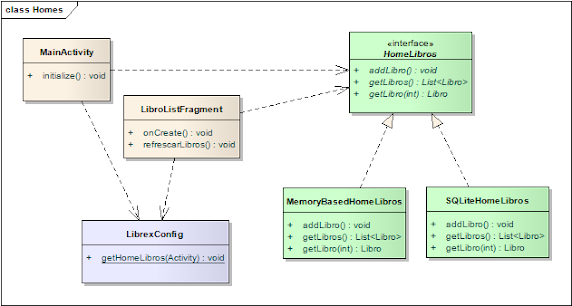 class Homes
MainActivity
+ initialize() : void
«interface»
HomeLibros
+ addLibro() : void
+ getLibros() : List<Libro>
+ getLibro(int) : Libro
LibroListFragment
+ onCreate() : void
+ refrescarLibros() : void
MemoryBasedHomeLibros
+ addLibro() : void
+ getLibros() : List<Libro>
+ getLibro(int) : Libro
SQLiteHomeLibros
+ addLibro() : void
+ getLibros() : List<Libro>
+ getLibro(int) : Libro
LibrexConfig
+ getHomeLibros(Activity) : void